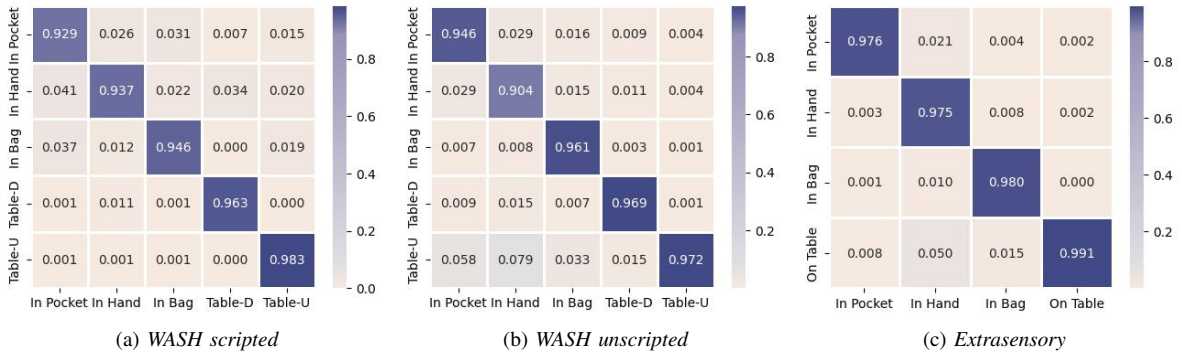 In Pocket 0.929 0.026 0.031 0.007 0.015
In Hand 0.041 0.937 0.022 0.034 0.020
In Bag 0.037 0.012 0.946 0.000 0.019
Table-D 0.001 0.011 0.001 0.963 0.000
Table-U 0.001 0.001 0.001 0.000 0.983
In Pocket In Hand In Bag Table-D Table-U
0.8
0.6
0.4
0.2
0.0
(a) WASH scripted
In Pocket 0.946 0.029 0.016 0.009 0.004
In Hand 0.029 0.904 0.015 0.011 0.004
In Bag 0.007 0.008 0.961 0.003 0.001
Table-D 0.009 0.015 0.007 0.969 0.001
Table-U 0.058 0.079 0.033 0.015 0.972
In Pocket In Hand In Bag Table-D Table-U
0.8
0.6
0.4
0.2
(b) WASH unscripted
In Pocket 0.976 0.021 0.004 0.002
In Hand 0.003 0.975 0.008 0.002
In Bag 0.001 0.010 0.980 0.000
On Table 0.008 0.050 0.015 0.991
In Pocket In Hand In Bag On Table
0.8
0.6
0.4
0.2
(c) Extrasensory